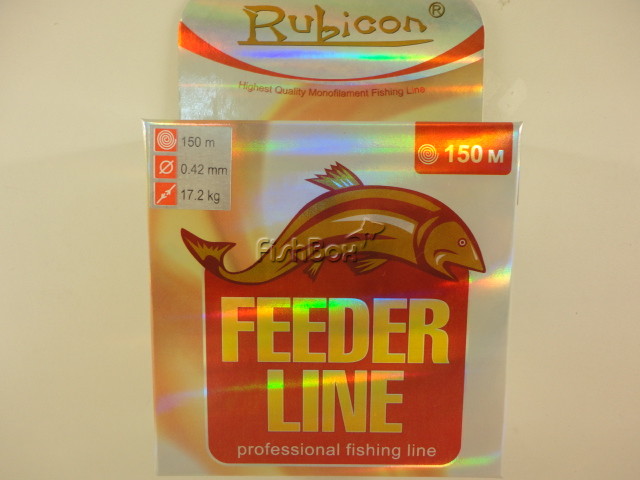 Rubicon®
Highest Quality Monofilament Fishing Line
150 m
0.42 mm
17.2 kg
150 м
FishBox
FEEDER
LINE
professional fishing line